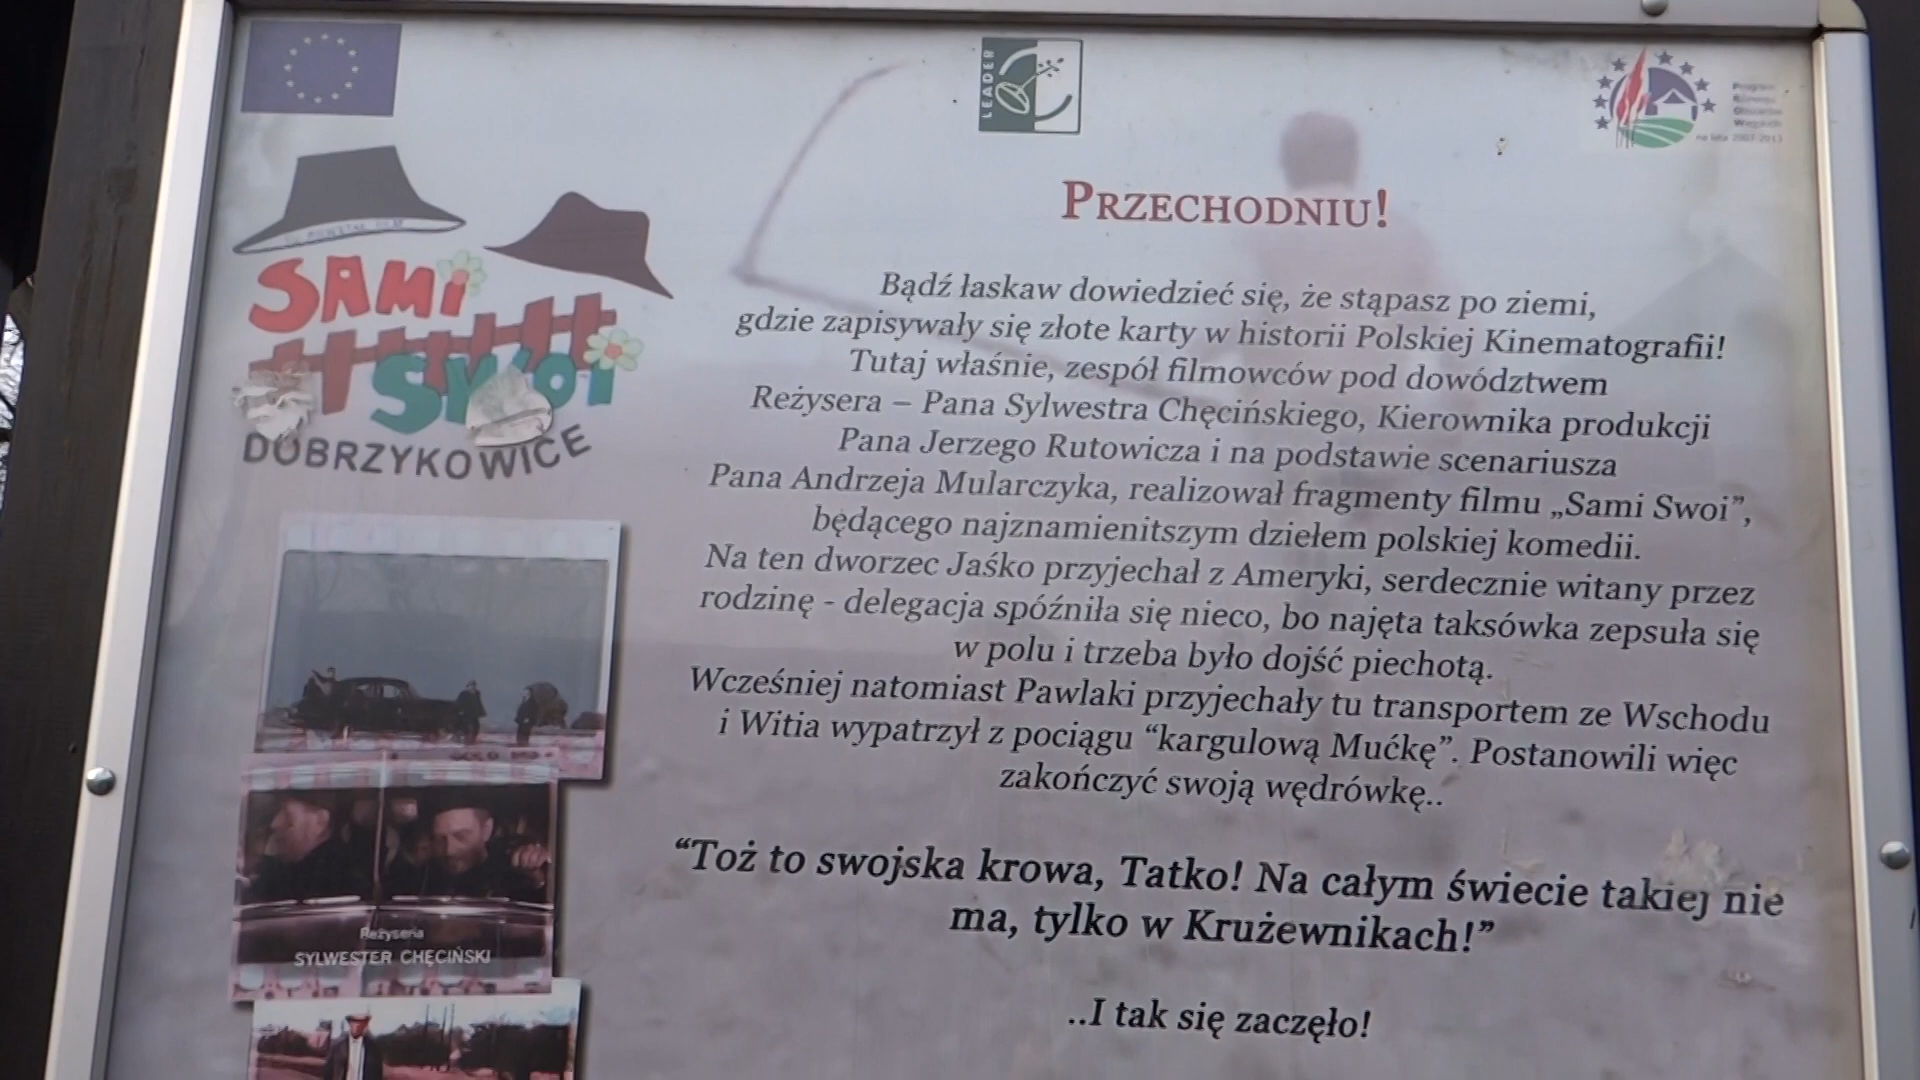 LEADER
na lata 2007-2013
SAMI
SWOI
DOBRZYKOWICE
PRZECHODNIU!
Bądź łaskaw dowiedzieć się, że stąpasz po ziemi,
gdzie zapisywały się złote karty w historii Polskiej Kinematografii!
Tutaj właśnie, zespół filmowców pod dowództwem
Reżysera – Pana Sylwestra Chęcińskiego, Kierownika produkcji
Pana Jerzego Rutowicza i na podstawie scenariusza
Pana Andrzeja Mularczyka, realizował fragmenty filmu „Sami Swoi”,
będącego najznamienitszym dziełem polskiej komedii.
Na ten dworzec Jaśko przyjechał z Ameryki, serdecznie witany przez
rodzinę - delegacja spóźniła się nieco, bo najęta taksówka zepsuła się
w polu i trzeba było dojść piechotą.
Wcześniej natomiast Pawlaki przyjechały tu transportem ze Wschodu
i Witia wypatrzył z pociągu “kargulową Mućkę”. Postanowili więc
zakończyć swoją wędrówkę..
“Toż to swojska krowa, Tatko! Na całym świecie takiej nie
ma, tylko w Krużewnikach!”
..I tak się zaczęło!
Reżyseria
SYLWESTER CHĘCIŃSKI